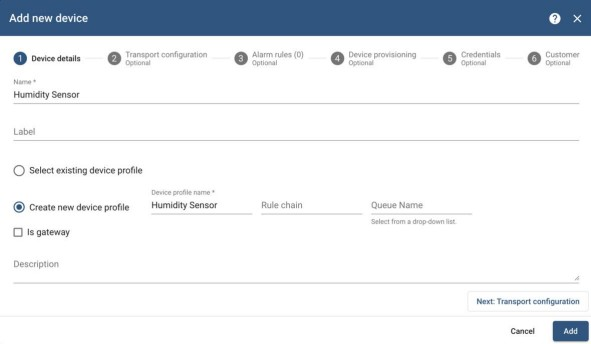 Add new device
1 Device details
2 Transport configuration
Optional
3 Alarm rules (0)
Optional
4 Device provisioning
Optional
5 Credentials
Optional
6 Customer
Optional
Name *
Humidity Sensor
Label
Select existing device profile
Create new device profile
Device profile name *
Humidity Sensor
Rule chain
Queue Name
Select from a drop-down list.
Is gateway
Description
Next: Transport configuration
Cancel
Add